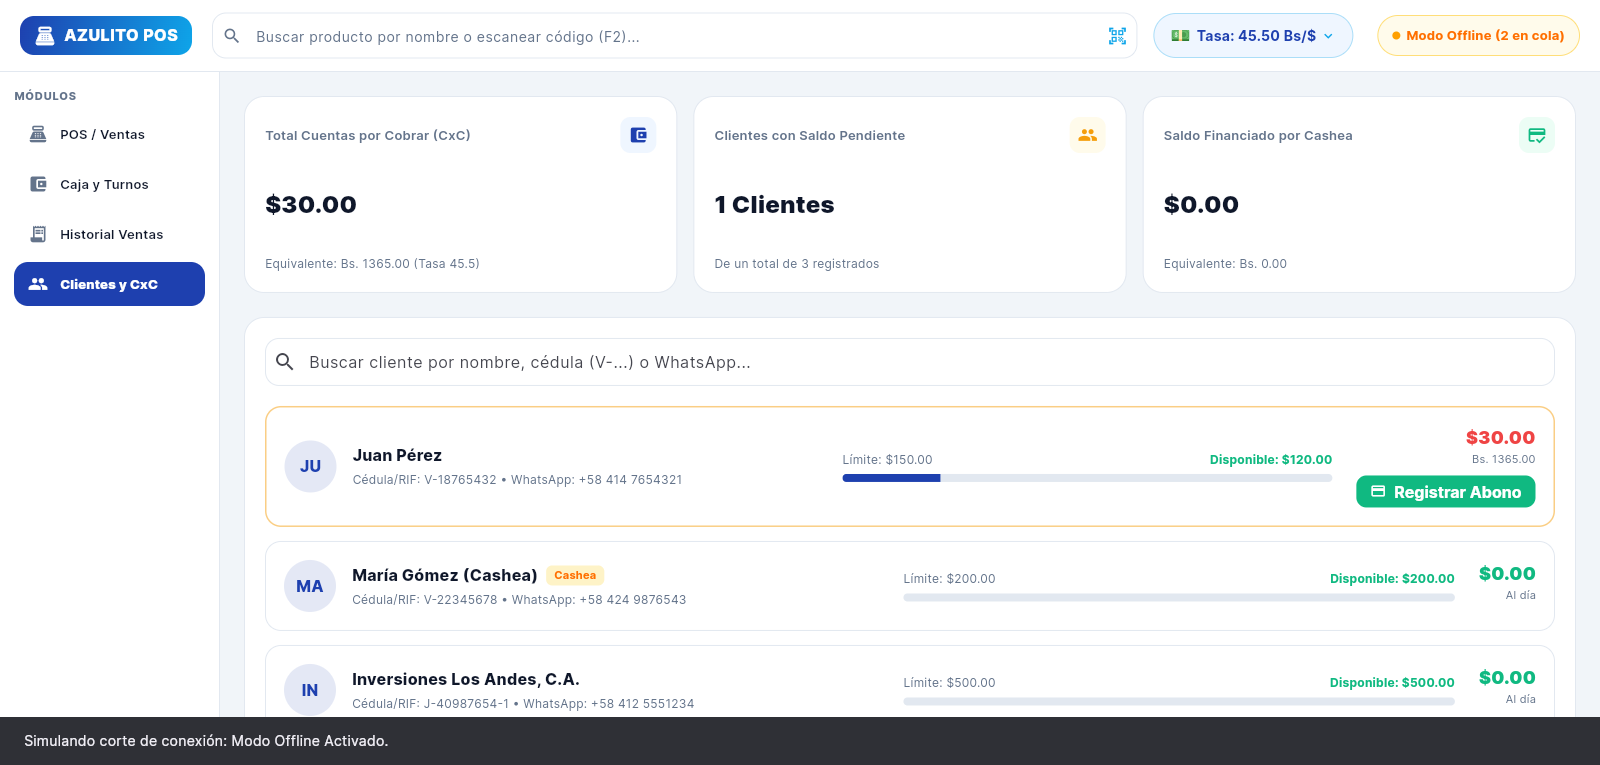 AZULITO POS
Buscar producto por nombre o escanear código (F2)...
Tasa: 45.50 Bs/$
Modo Offline (2 en cola)
MÓDULOS
POS / Ventas
Caja y Turnos
Historial Ventas
Clientes y CxC
Total Cuentas por Cobrar (CxC)
$30.00
Equivalente: Bs. 1365.00 (Tasa 45.5)
Clientes con Saldo Pendiente
1 Clientes
De un total de 3 registrados
Saldo Financiado por Cashea
$0.00
Equivalente: Bs. 0.00
Buscar cliente por nombre, cédula (V-...) o WhatsApp...
JU
Juan Pérez
Cédula/RIF: V-18765432 • WhatsApp: +58 414 7654321
Límite: $150.00
Disponible: $120.00
$30.00
Bs. 1365.00
Registrar Abono
MA
María Gómez (Cashea)
Cashea
Cédula/RIF: V-22345678 • WhatsApp: +58 424 9876543
Límite: $200.00
Disponible: $200.00
$0.00
Al día
IN
Inversiones Los Andes, C.A.
Cédula/RIF: J-40987654-1 • WhatsApp: +58 412 5551234
Límite: $500.00
Disponible: $500.00
$0.00
Al día
Simulando corte de conexión: Modo Offline Activado.